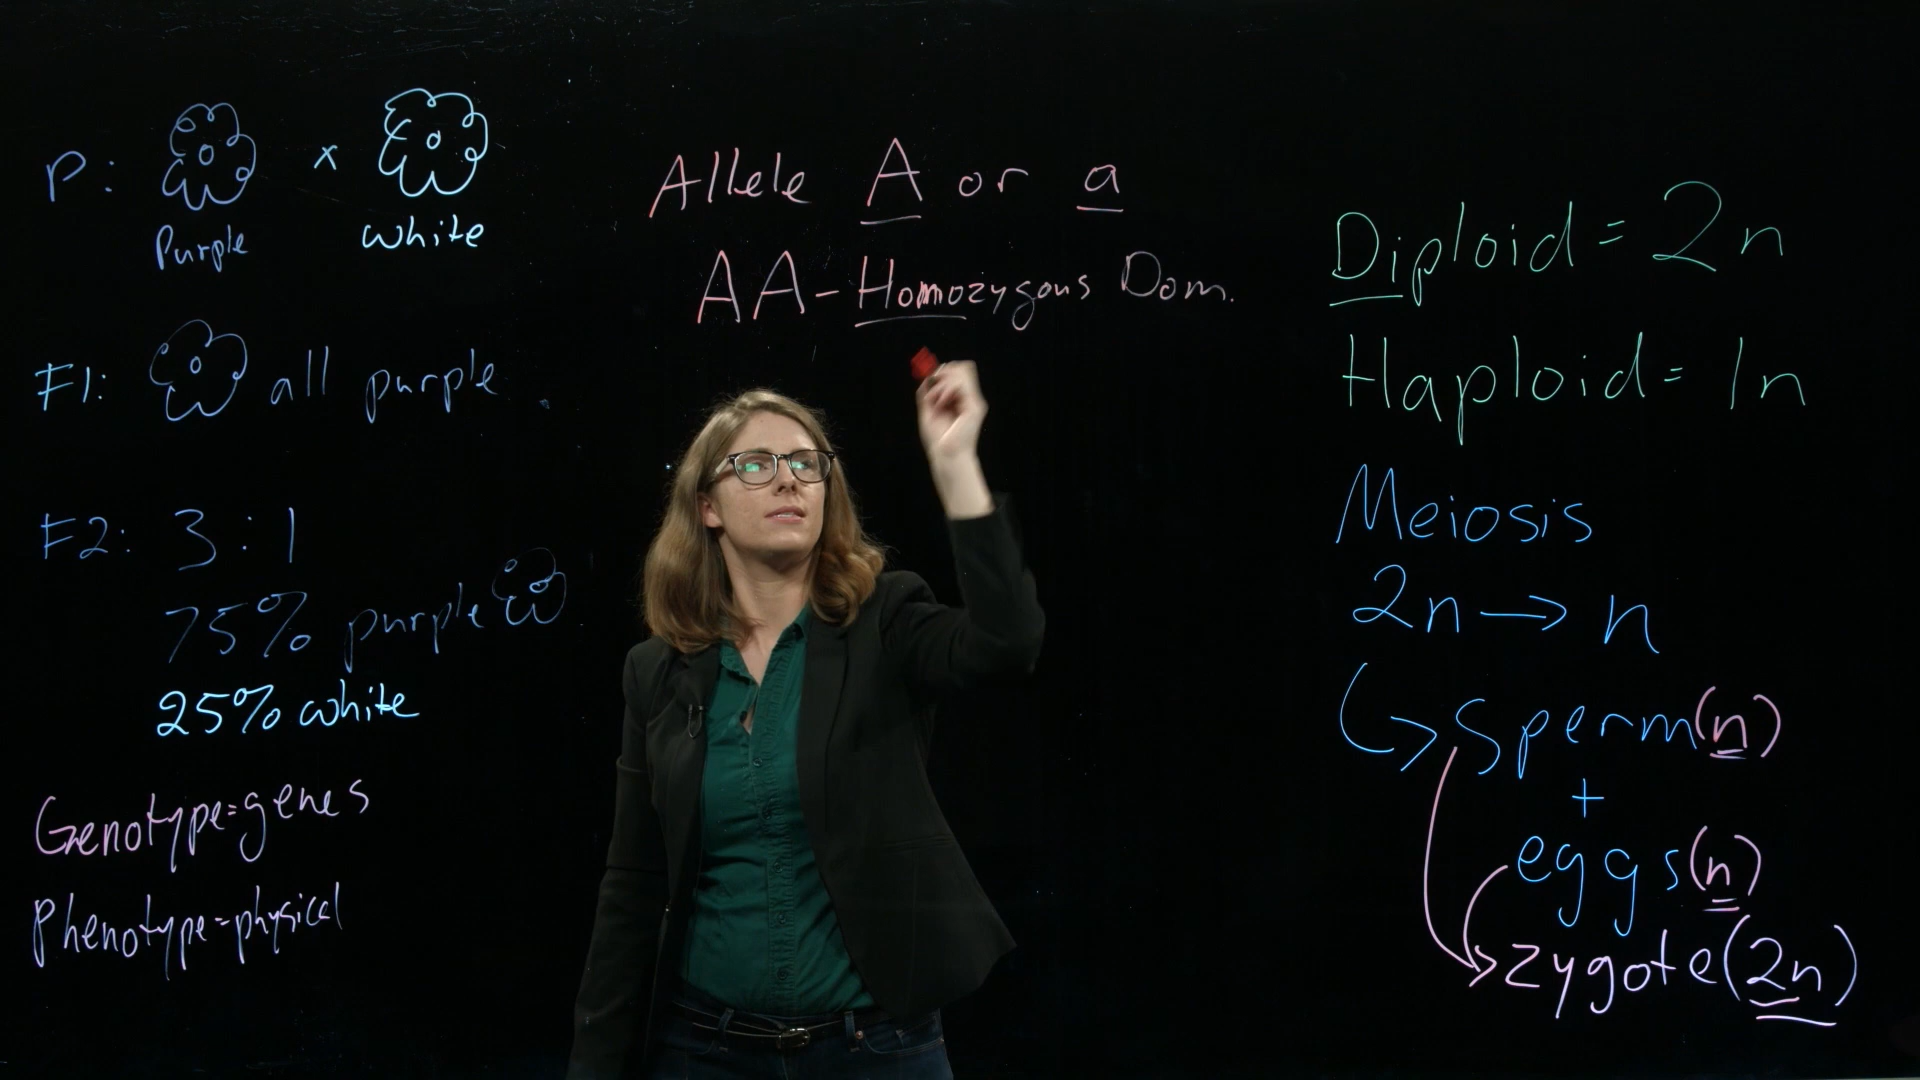 P: x
Purple white
F1: all purple
F2: 3:1
75% purple
25% white
Genotype=genes
Phenotype=physical
Allele A or a
AA-Homozygous Dom.
Diploid=2n
Haploid=1n
Meiosis
2n→n
Sperm(n)
+
eggs(n)
zygote(2n)